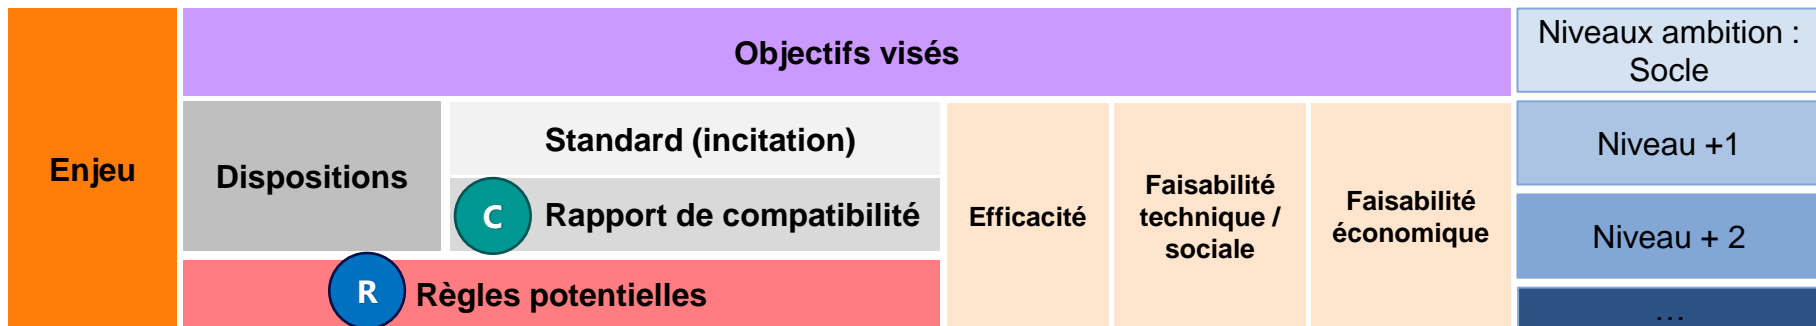 Enjeu
Objectifs visés
Dispositions
Standard (incitation)
C
Rapport de compatibilité
R
Règles potentielles
Efficacité
Faisabilité
technique /
sociale
Faisabilité
économique
Niveaux ambition :
Socle
Niveau +1
Niveau + 2
…